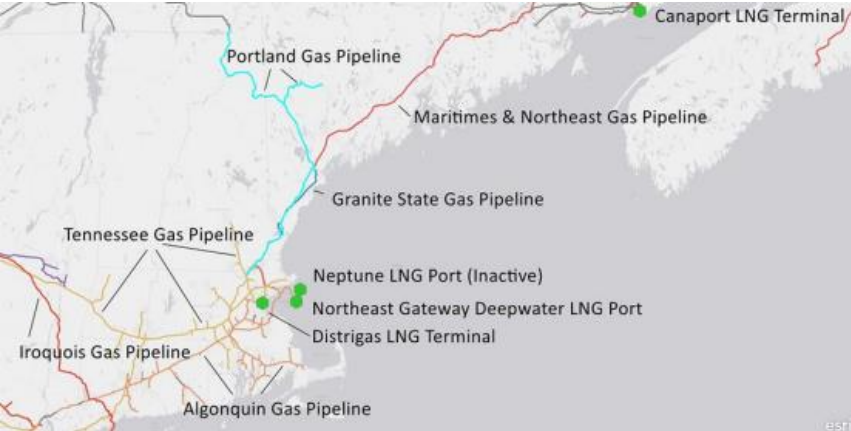 Canaport LNG Terminal
Portland Gas Pipeline
Maritimes & Northeast Gas Pipeline
Granite State Gas Pipeline
Tennessee Gas Pipeline
Neptune LNG Port (Inactive)
Northeast Gateway Deepwater LNG Port
Distrigas LNG Terminal
Iroquois Gas Pipeline
Algonquin Gas Pipeline
esri